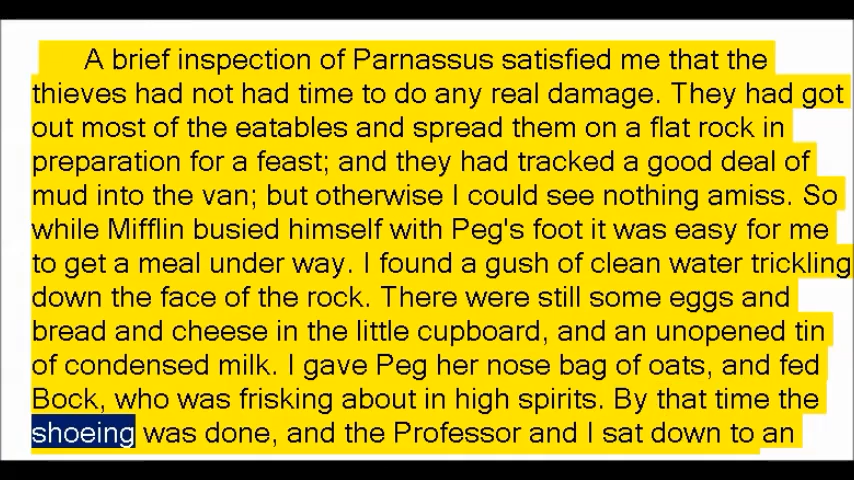 A brief inspection of Parnassus satisfied me that the
thieves had not had time to do any real damage. They had got
out most of the eatables and spread them on a flat rock in
preparation for a feast; and they had tracked a good deal of
mud into the van; but otherwise I could see nothing amiss. So
while Mifflin busied himself with Peg's foot it was easy for me
to get a meal under way. I found a gush of clean water trickling
down the face of the rock. There were still some eggs and
bread and cheese in the little cupboard, and an unopened tin
of condensed milk. I gave Peg her nose bag of oats, and fed
Bock, who was frisking about in high spirits. By that time the
shoeing was done, and the Professor and I sat down to an